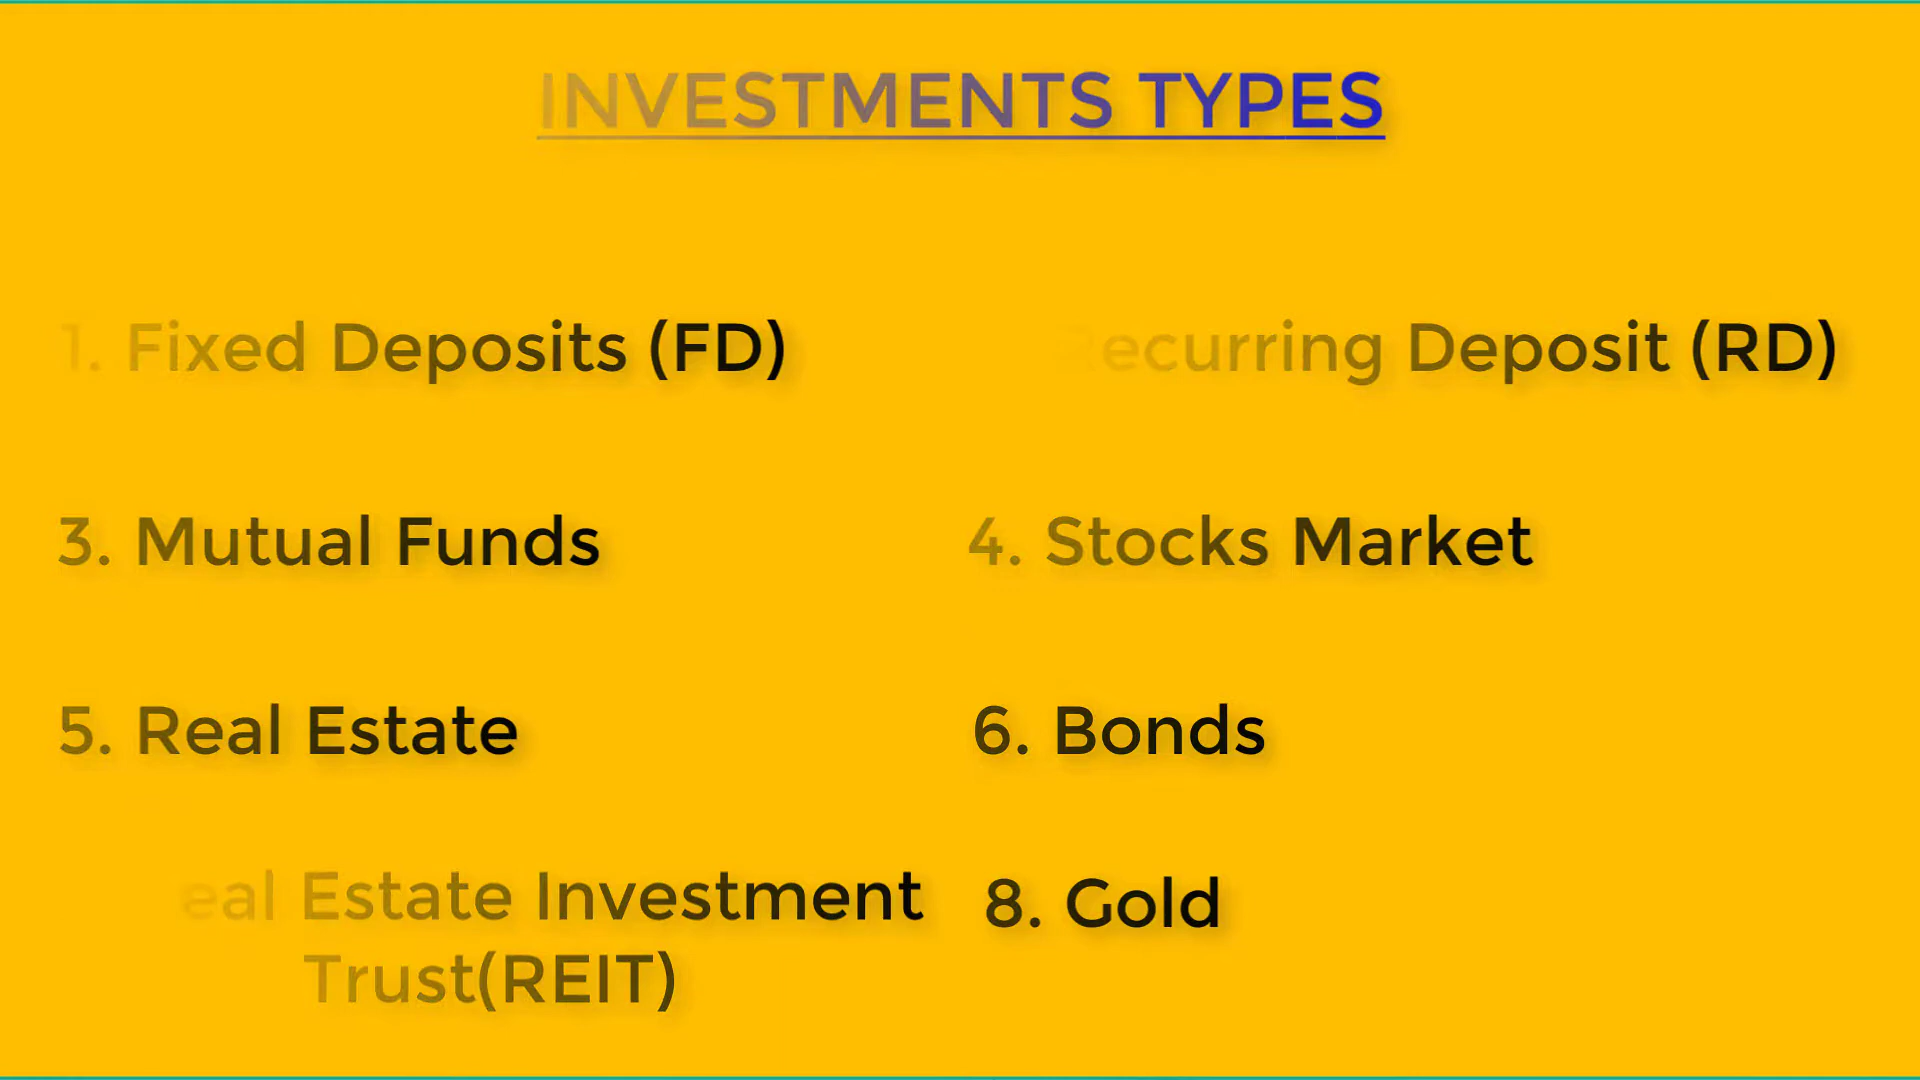 INVESTMENTS TYPES
1. Fixed Deposits (FD)
Recurring Deposit (RD)
3. Mutual Funds
4. Stocks Market
5. Real Estate
6. Bonds
eal Estate Investment
Trust(REIT)
8. Gold